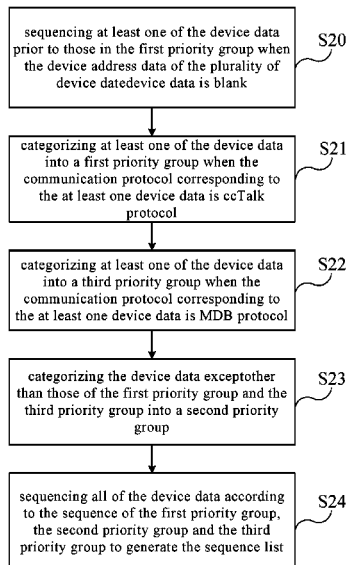 sequencing at least one of the device data
prior to those in the first priority group when
the device address data of the plurality of
device datedevice data is blank
S20
categorizing at least one of the device data
into a first priority group when the
communication protocol corresponding to
the at least one device data is ccTalk
protocol
S21
categorizing at least one of the device data
into a third priority group when the
communication protocol corresponding to
the at least one device data is MDB protocol
S22
categorizing the device data exceptother
than those of the first priority group and the
third priority group into a second priority
group
S23
sequencing all of the device data according
to the sequence of the first priority group,
the second priority group and the third
priority group to generate the sequence list
S24